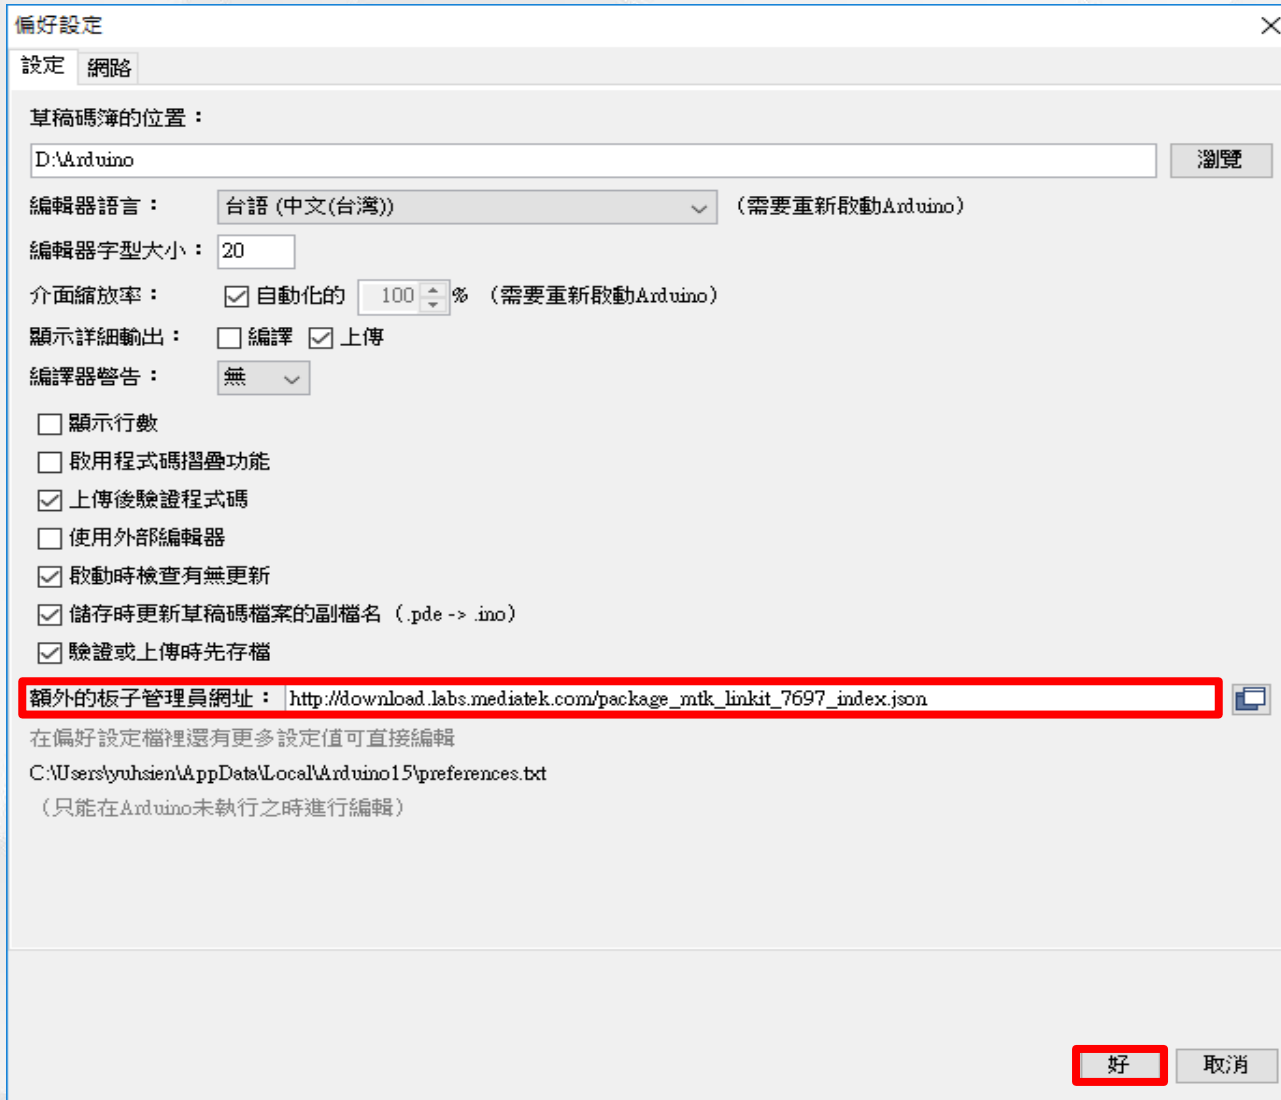 偏好設定
設定 網路
草稿碼簿的位置：
D:\Arduino 瀏覽
編輯器語言： 台語 (中文(台灣)) （需要重新啟動Arduino）
編輯器字型大小： 20
介面縮放率： 自動化的 100 % （需要重新啟動Arduino）
顯示詳細輸出： 編譯 上傳
編譯器警告： 無
顯示行數
啟用程式碼摺疊功能
上傳後驗證程式碼
使用外部編輯器
啟動時檢查有無更新
儲存時更新草稿碼檔案的副檔名（.pde -> .ino）
驗證或上傳時先存檔
額外的板子管理員網址： http://download.labs.mediatek.com/package_mtk_linkit_7697_index.json
在偏好設定檔裡還有更多設定值可直接編輯
C:\Users\yuhsien\AppData\Local\Arduino15\preferences.txt
（只能在Arduino未執行之時進行編輯）
好 取消